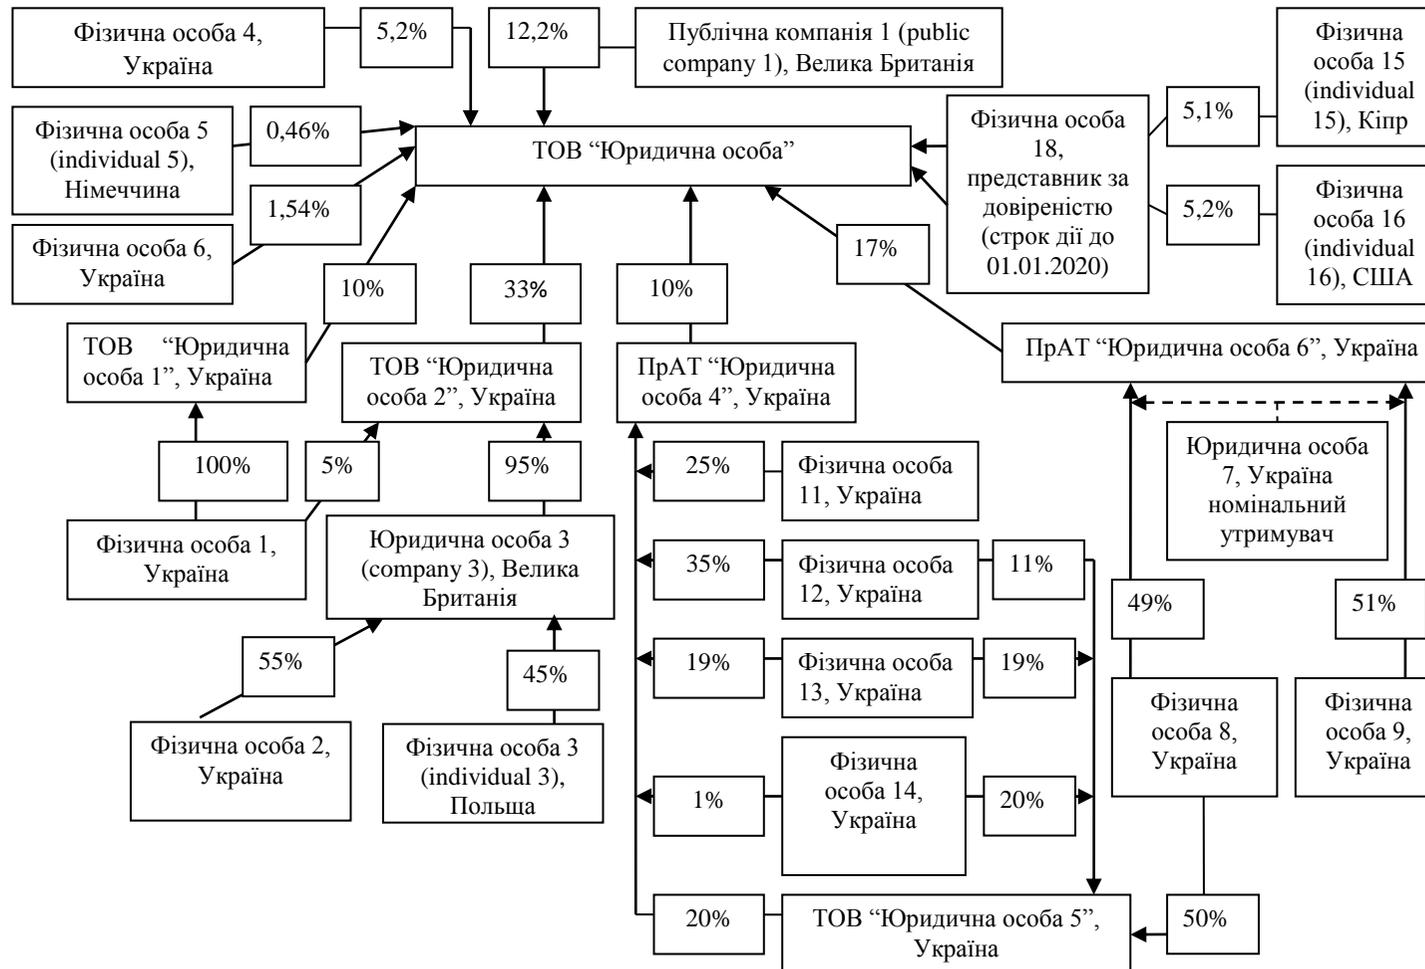 Фізична особа 4,
Україна
5,2%
12,2%
Публічна компанія 1 (public
company 1), Велика Британія
Фізична
особа 15
(individual
15), Кіпр
Фізична особа 5
(individual 5),
Німеччина
0,46%
ТОВ “Юридична особа”
Фізична особа
18,
представник за
довіреністю
(строк дії до
01.01.2020)
5,1%
5,2%
Фізична
особа 16
(individual
16), США
Фізична особа 6,
Україна
1,54%
10%
33%
10%
17%
ТОВ “Юридична
особа 1”, Україна
ТОВ “Юридична
особа 2”, Україна
ПрАТ “Юридична
особа 4”, Україна
ПрАТ “Юридична особа 6”, Україна
100%
5%
95%
25%
Фізична особа
11, Україна
Юридична особа
7, Україна
номінальний
утримувач
Фізична особа 1,
Україна
Юридична особа 3
(company 3), Велика
Британія
35%
Фізична особа
12, Україна
11%
49%
51%
55%
45%
19%
Фізична особа
13, Україна
19%
Фізична особа 2,
Україна
Фізична особа 3
(individual 3),
Польща
1%
Фізична
особа 14,
Україна
20%
Фізична
особа 8,
Україна
Фізична
особа 9,
Україна
20%
ТОВ “Юридична особа 5”,
Україна
50%